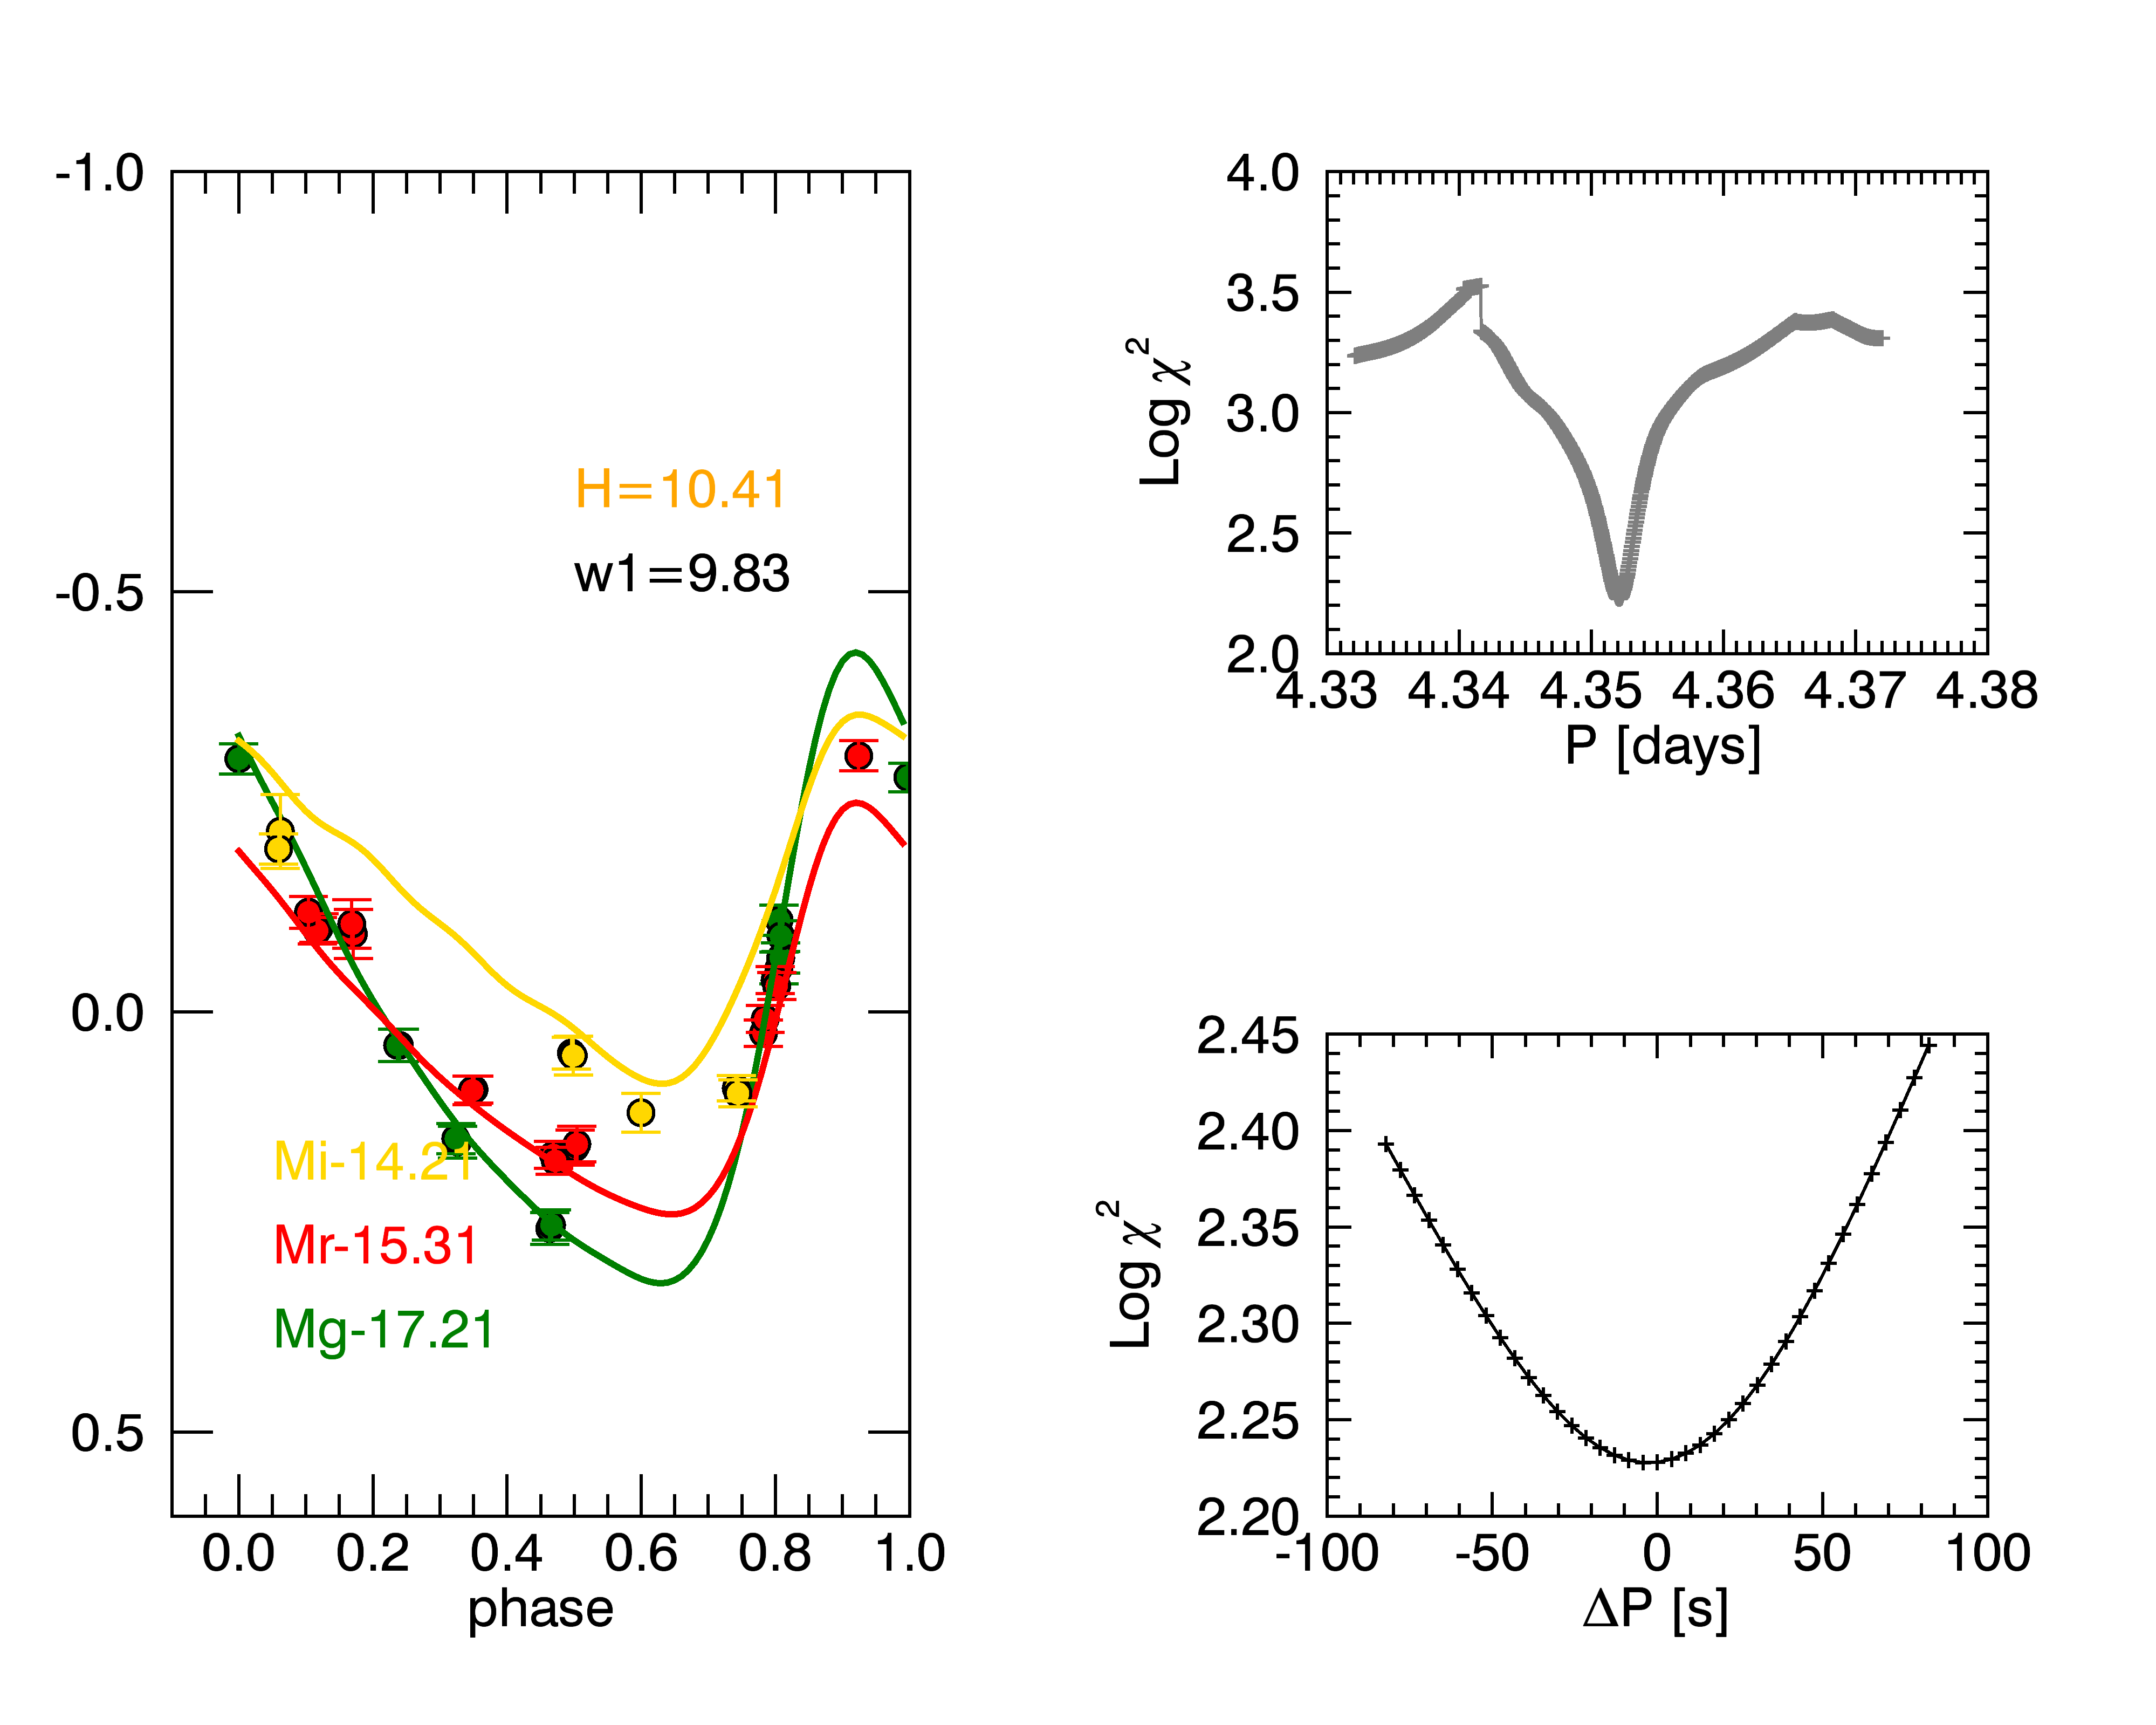 -1.0
-0.5
0.0
0.5
H=10.41
w1=9.83
Mi-14.21
Mr-15.31
Mg-17.21
0.0 0.2 0.4 0.6 0.8 1.0
phase
4.0
3.5
3.0
2.5
2.0
Log χ²
4.33 4.34 4.35 4.36 4.37 4.38
P [days]
2.45
2.40
2.35
2.30
2.25
2.20
Log χ²
-100 -50 0 50 100
ΔP [s]